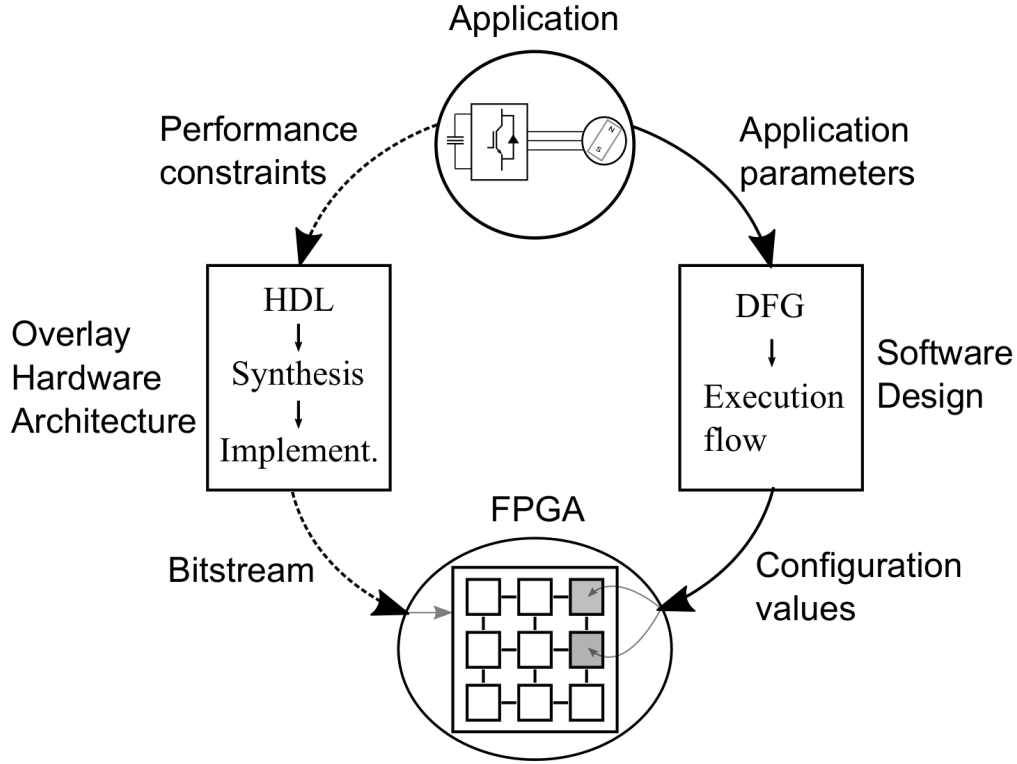 Application
Performance
constraints
Application
parameters
N
S
HDL
Synthesis
Implement.
Overlay
Hardware
Architecture
DFG
Execution
flow
Software
Design
FPGA
Bitstream
Configuration
values